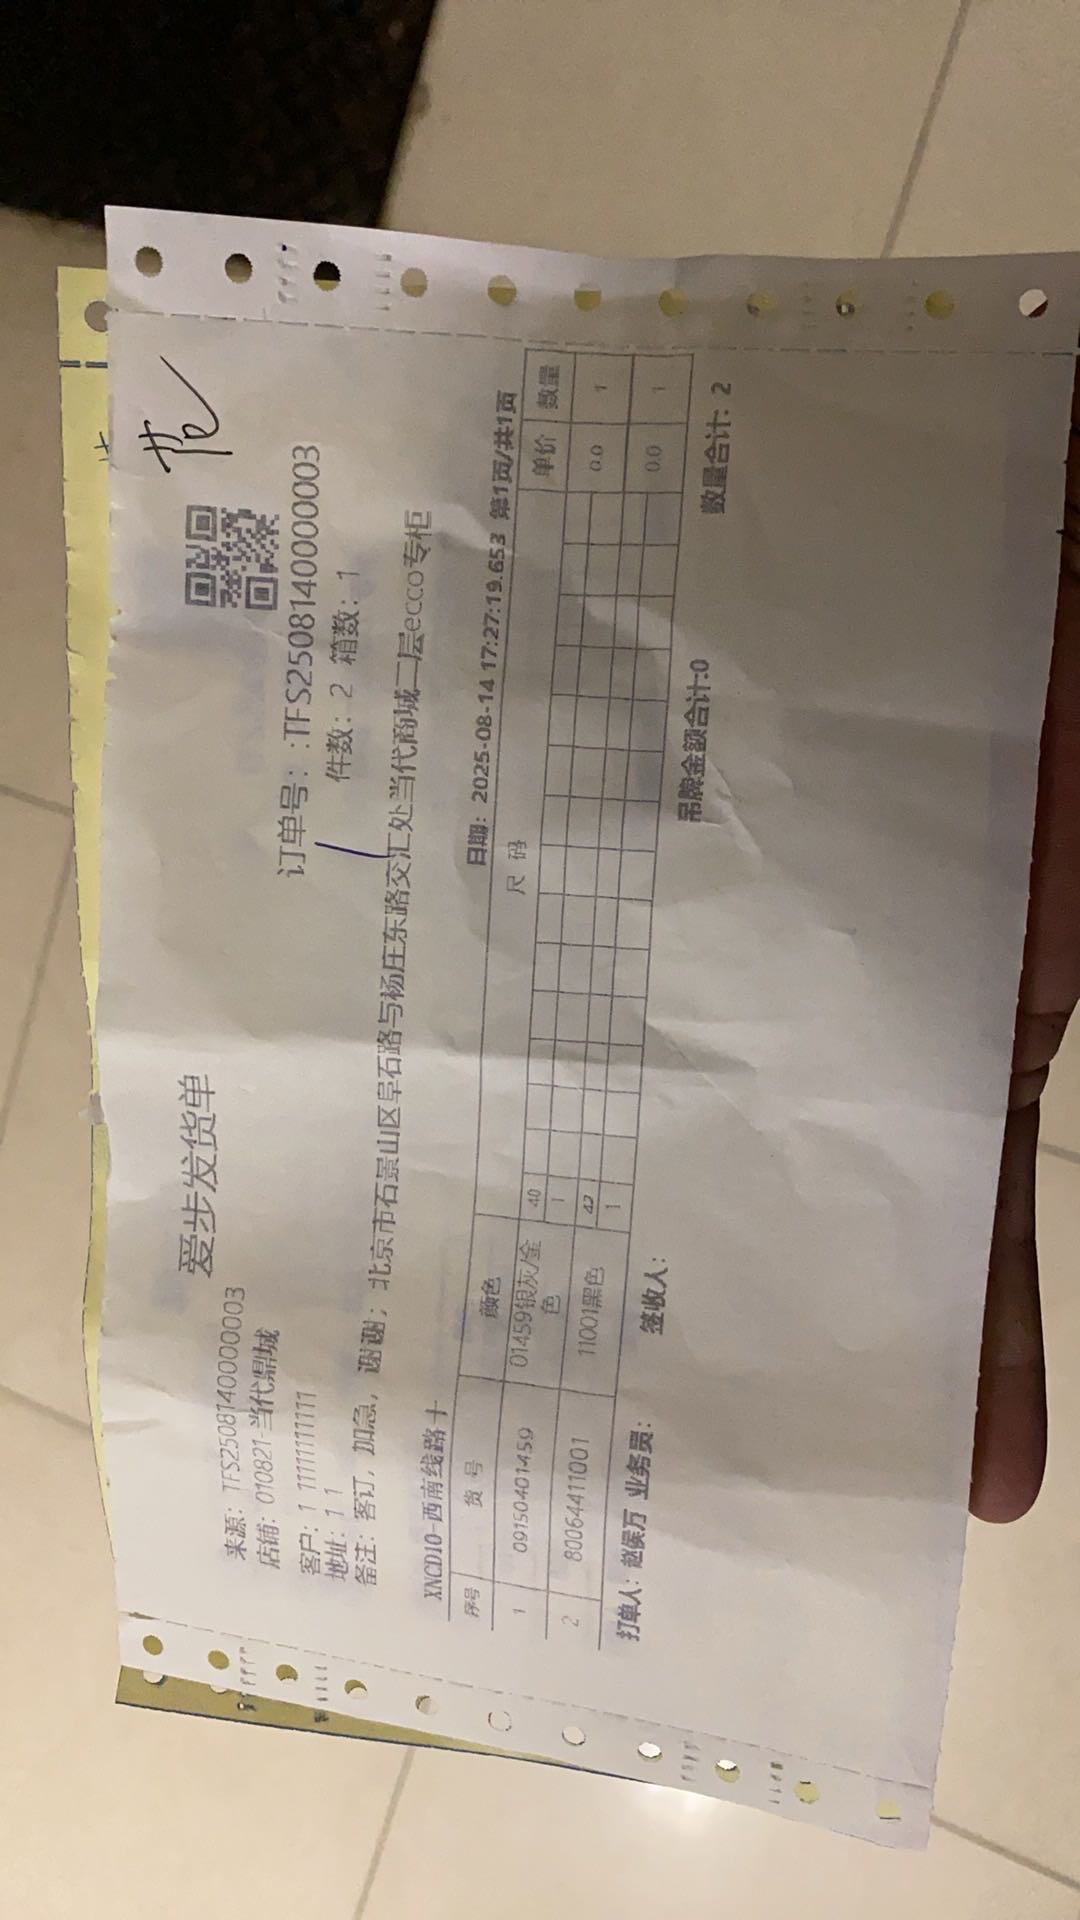 范
爱步发货单
来源：TFS2508140000003
订单号：:TFS2508140000003
店铺：010821-当代鼎城
件数：2 箱数：1
客户：1 11111111111
地址：1 1
备注：客订，加急，谢谢；北京市石景山区阜石路与杨庄东路交汇处当代商城二层ecco专柜
XNCD10-西南线路十
日期：2025-08-14 17:27:19.653 第1页/共1页
序号 货号 颜色 尺码 单价 数量
1 09150401459 01459银灰/金色 40 1 0.0 1
2 80064411001 11001黑色 42 1 0.0 1
打单人：赵侯万 业务员： 签收人： 吊牌金额合计:0 数量合计：2